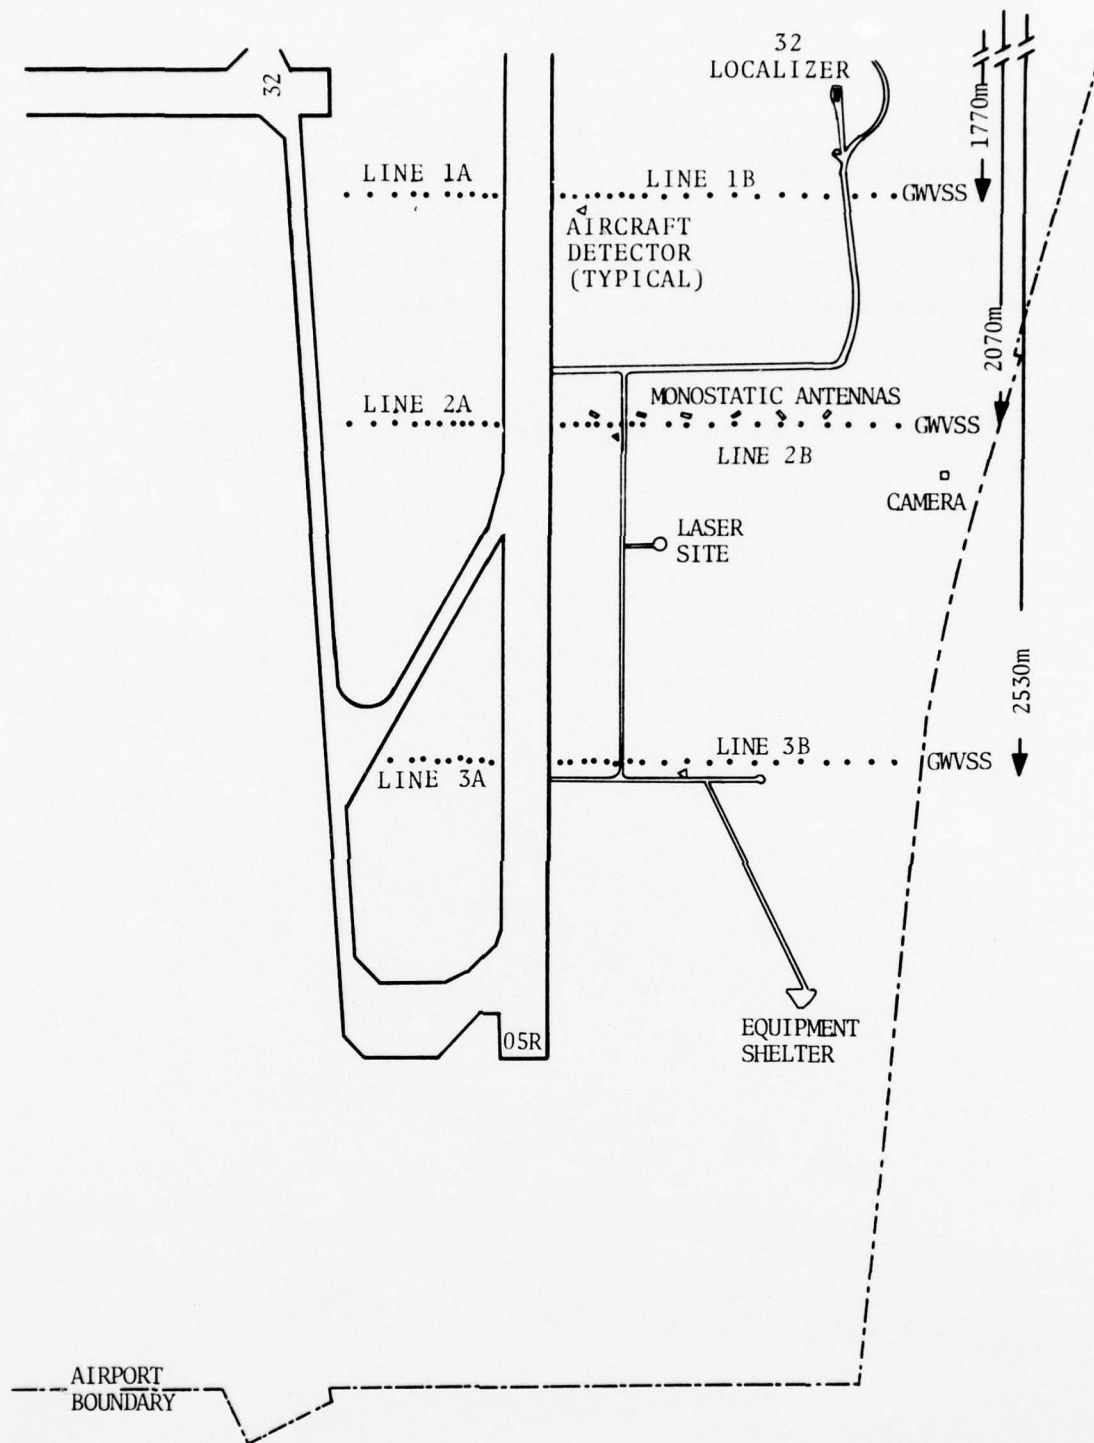 32
LOCALIZER
32
1770m
LINE 1A
LINE 1B
GWVSS
AIRCRAFT
DETECTOR
(TYPICAL)
2070m
LINE 2A
MONOSTATIC ANTENNAS
GWVSS
LINE 2B
CAMERA
LASER
SITE
2530m
LINE 3A
LINE 3B
GWVSS
EQUIPMENT
SHELTER
05R
AIRPORT
BOUNDARY